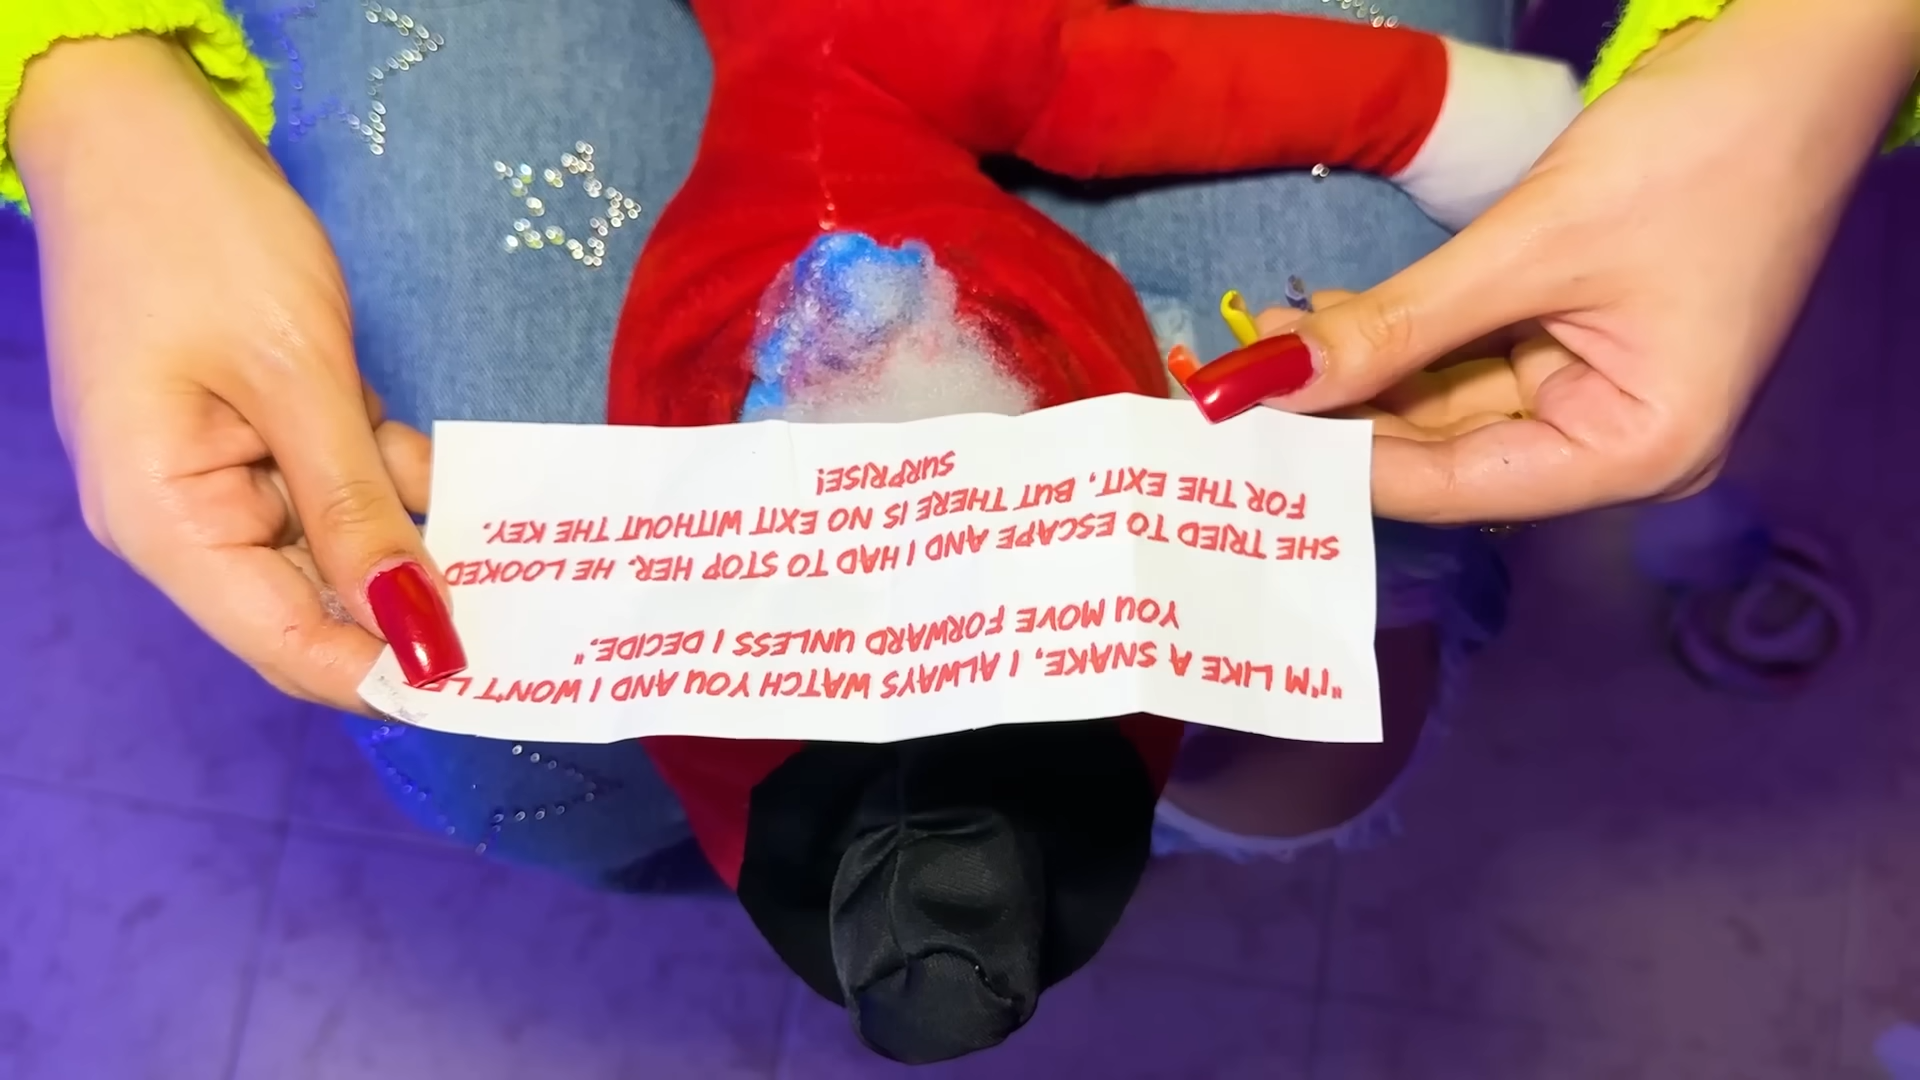 "I'M LIKE A SNAKE, I ALWAYS WATCH YOU AND I WON'T
YOU MOVE FORWARD UNLESS I DECIDE."
SHE TRIED TO ESCAPE AND I HAD TO STOP HER. HE LOOKED
FOR THE EXIT, BUT THERE IS NO EXIT WITHOUT THE KEY.
SURPRISE!